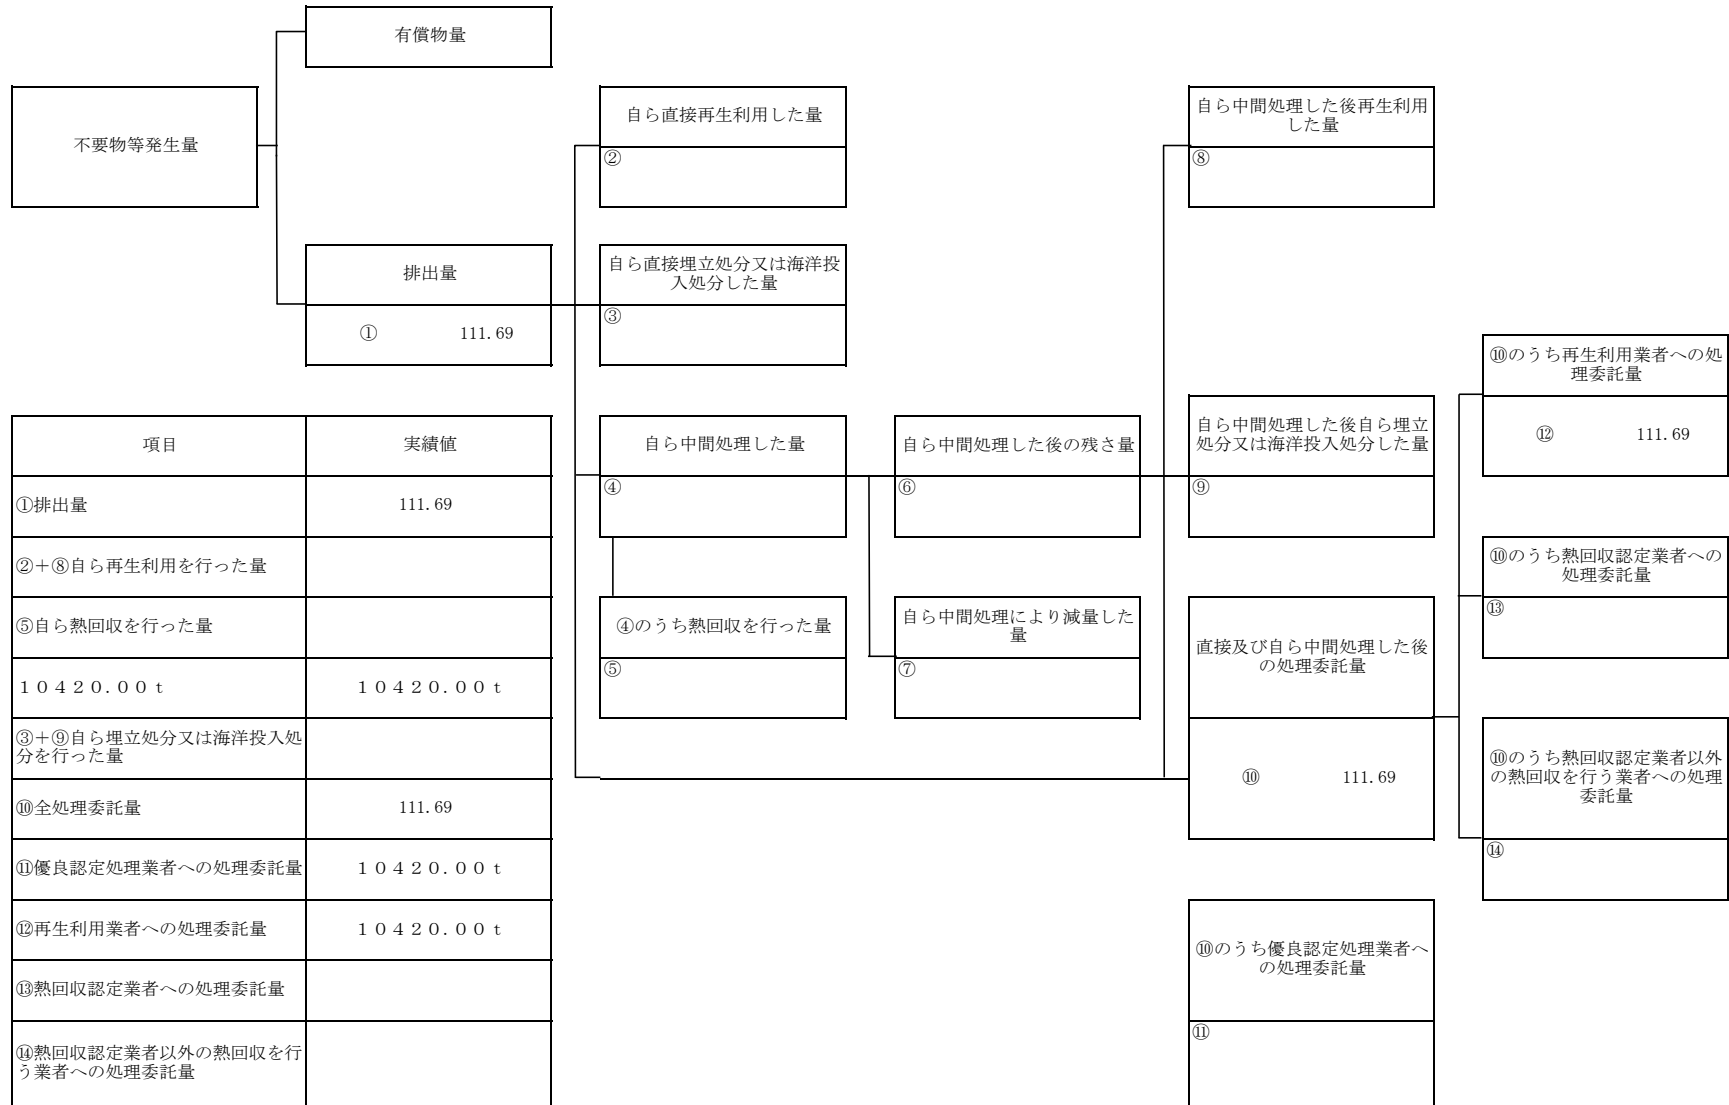 有償物量
不要物等発生量
自ら直接再生利用した量
②
自ら中間処理した後再生利用
した量
⑧
排出量
① 111.69
自ら直接埋立処分又は海洋投
入処分した量
③
⑩のうち再生利用業者への処
理委託量
⑫ 111.69
自ら中間処理した量
④
自ら中間処理した後の残さ量
⑥
自ら中間処理した後自ら埋立
処分又は海洋投入処分した量
⑨
⑩のうち熱回収認定業者への
処理委託量
⑬
④のうち熱回収を行った量
⑤
自ら中間処理により減量した
量
⑦
直接及び自ら中間処理した後
の処理委託量
⑩ 111.69
⑩のうち熱回収認定業者以外
の熱回収を行う業者への処理
委託量
⑭
⑩のうち優良認定処理業者へ
の処理委託量
⑪
項目 実績値
①排出量 111.69
②＋⑧自ら再生利用を行った量
⑤自ら熱回収を行った量
１０４２０.００ｔ １０４２０.００ｔ
③＋⑨自ら埋立処分又は海洋投入処
分を行った量
⑩全処理委託量 111.69
⑪優良認定処理業者への処理委託量 １０４２０.００ｔ
⑫再生利用業者への処理委託量 １０４２０.００ｔ
⑬熱回収認定業者への処理委託量
⑭熱回収認定業者以外の熱回収を行
う業者への処理委託量